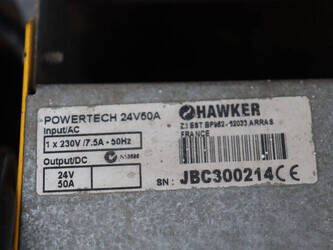 POWERTECH 24V50A
Input/AC
1 x 230V /7.5A - 50Hz
Output/DC
24V
50A
HAWKER
Z.I EST BP962 - 62033 ARRAS
FRANCE
SN : JBC300214 CE